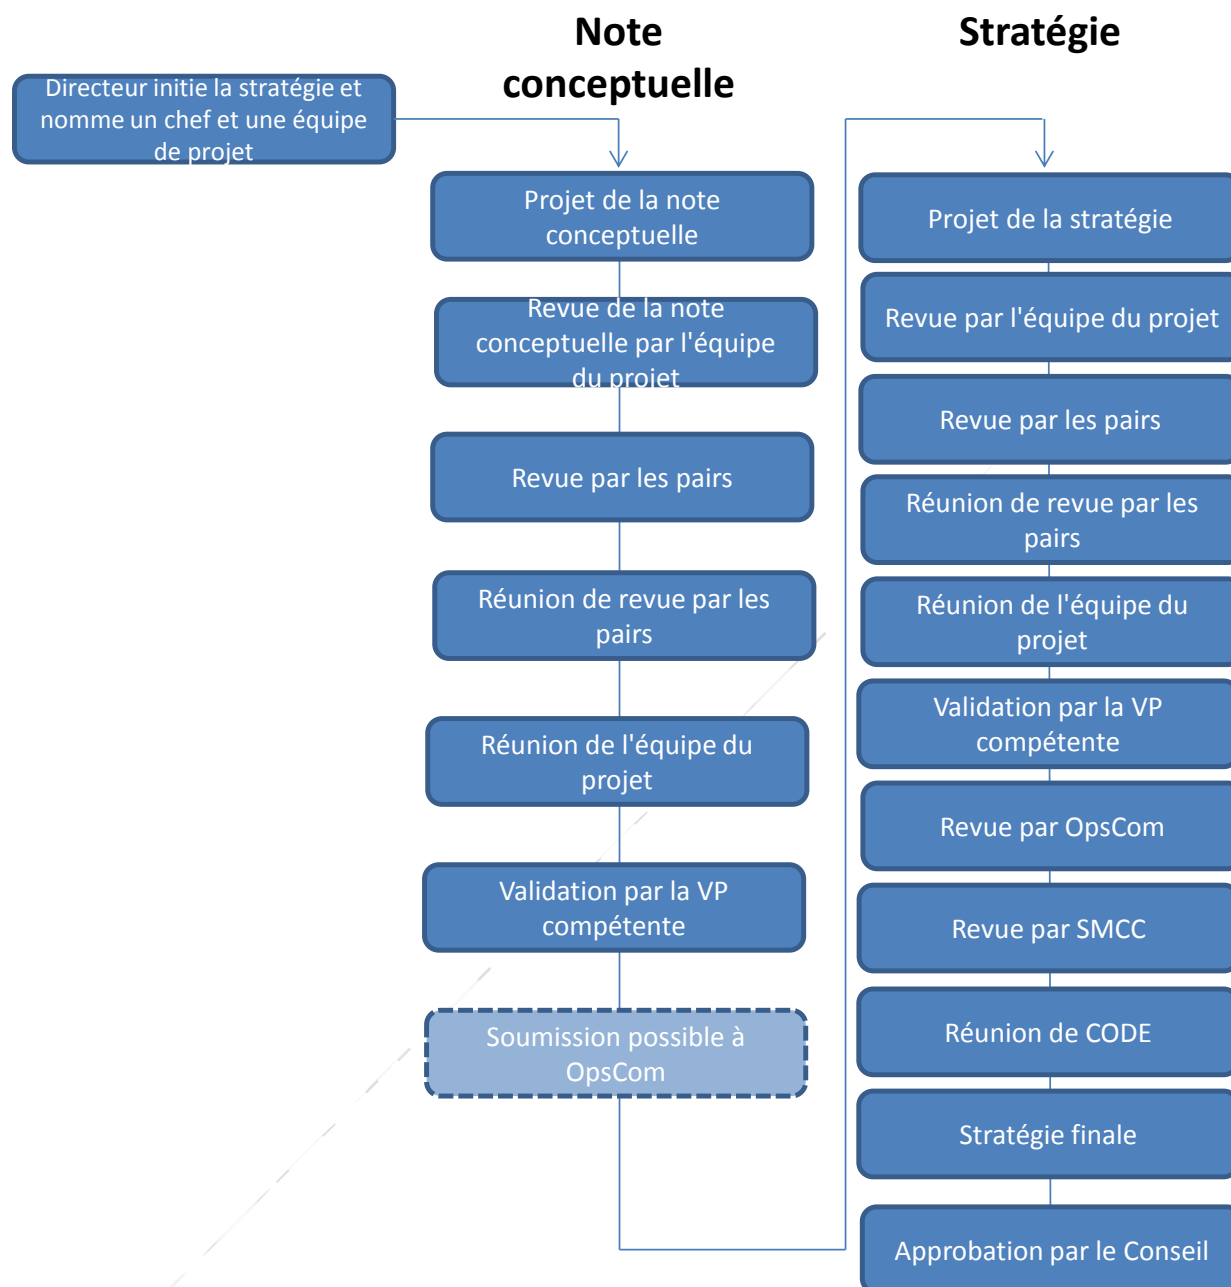 Note
conceptuelle
Stratégie
Directeur initie la stratégie et
nomme un chef et une équipe
de projet
Projet de la note
conceptuelle
Revue de la note
conceptuelle par l'équipe
du projet
Revue par les pairs
Réunion de revue par les
pairs
Réunion de l'équipe du
projet
Validation par la VP
compétente
Soumission possible à
OpsCom
Projet de la stratégie
Revue par l'équipe du projet
Revue par les pairs
Réunion de revue par les
pairs
Réunion de l'équipe du
projet
Validation par la VP
compétente
Revue par OpsCom
Revue par SMCC
Réunion de CODE
Stratégie finale
Approbation par le Conseil